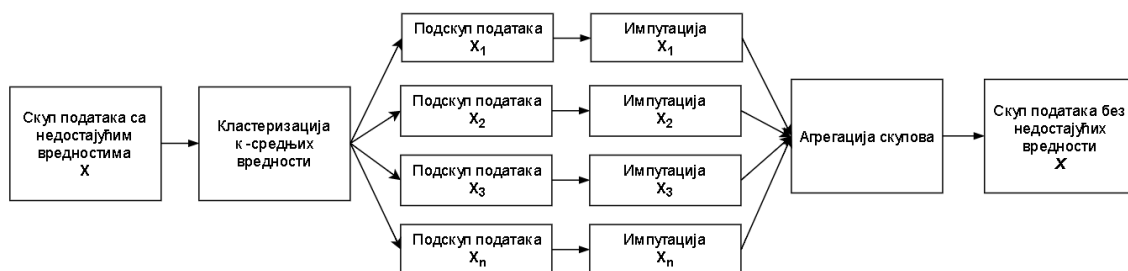 Скуп података са
недостајућим
вредностима
X
Кластеризација
к -средњих
вредности
Подскуп података
X1
Импутација
X1
Подскуп података
X2
Импутација
X2
Подскуп података
X3
Импутација
X3
Подскуп података
Xn
Импутација
Xn
Агрегација скупова
Скуп података без
недостајућих
вредности
X